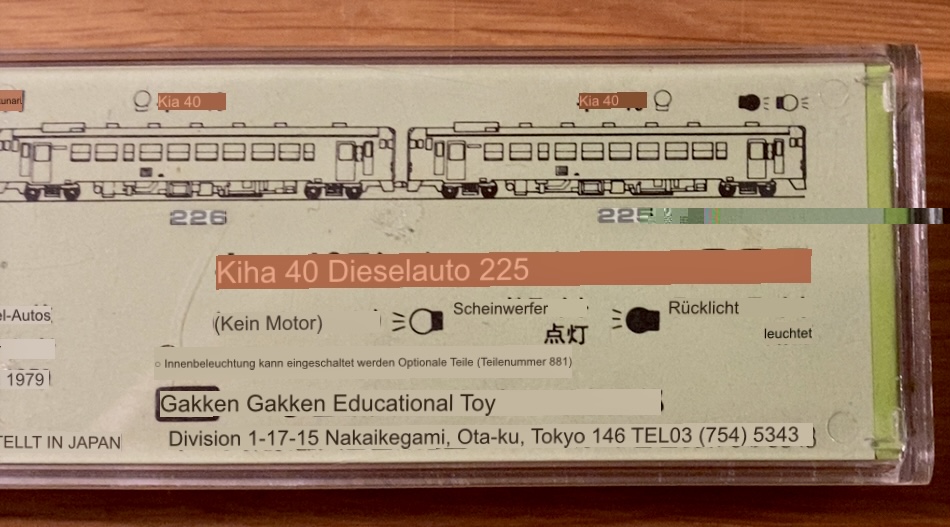 Kia 40
Kia 40
226
225
Kiha 40 Dieselauto 225
el-Autos
(Kein Motor)
Scheinwerfer
点灯
Rücklicht
leuchtet
○ Innenbeleuchtung kann eingeschaltet werden Optionale Teile (Teilenummer 881)
1979
Gakken Gakken Educational Toy
TELLT IN JAPAN
Division 1-17-15 Nakaikegami, Ota-ku, Tokyo 146 TEL03 (754) 5343